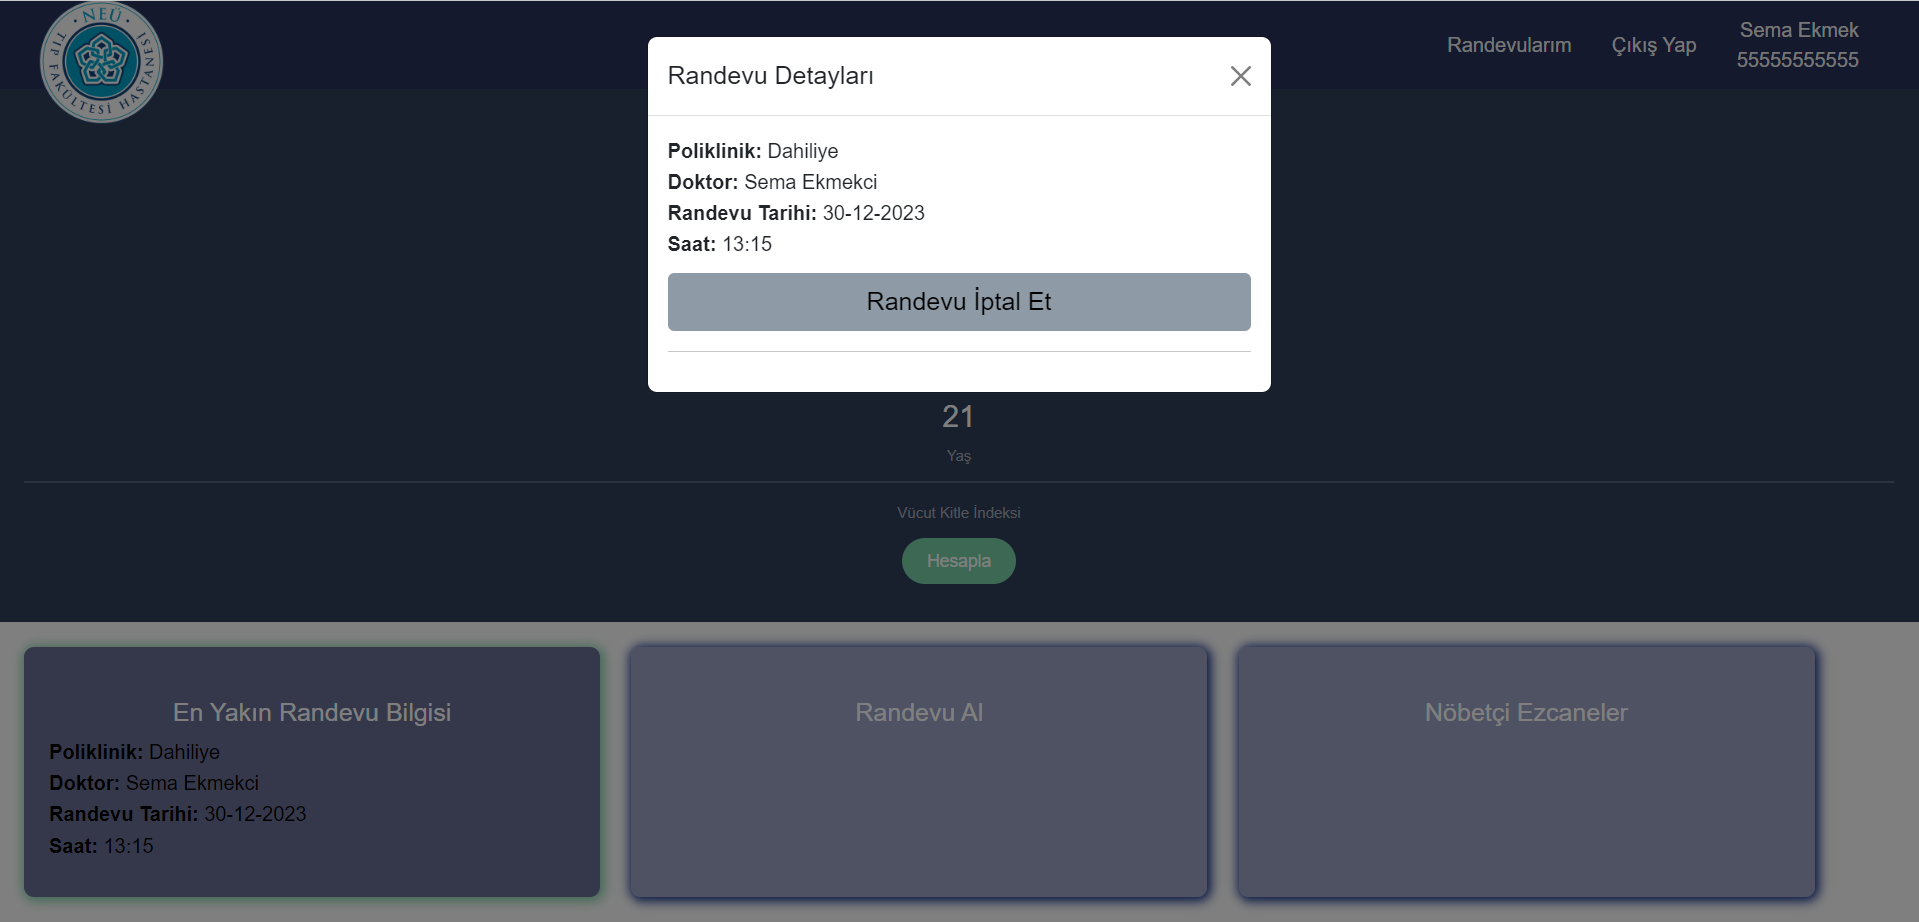 NEÜ
TIP FAKÜLTESİ HASTANESİ
Randevularım
Çıkış Yap
Sema Ekmek
55555555555
Randevu Detayları
Poliklinik: Dahiliye
Doktor: Sema Ekmekci
Randevu Tarihi: 30-12-2023
Saat: 13:15
Randevu İptal Et
21
Yaş
Vücut Kitle İndeksi
Hesapla
En Yakın Randevu Bilgisi
Poliklinik: Dahiliye
Doktor: Sema Ekmekci
Randevu Tarihi: 30-12-2023
Saat: 13:15
Randevu Al
Nöbetçi Ezcaneler